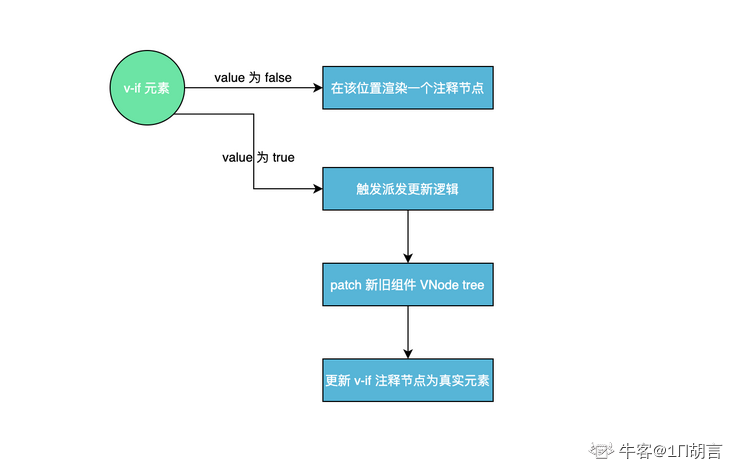 v-if 元素
value 为 false
在该位置渲染一个注释节点
value 为 true
触发派发更新逻辑
patch 新旧组件 VNode tree
更新 v-if 注释节点为真实元素
牛客@1Π胡言